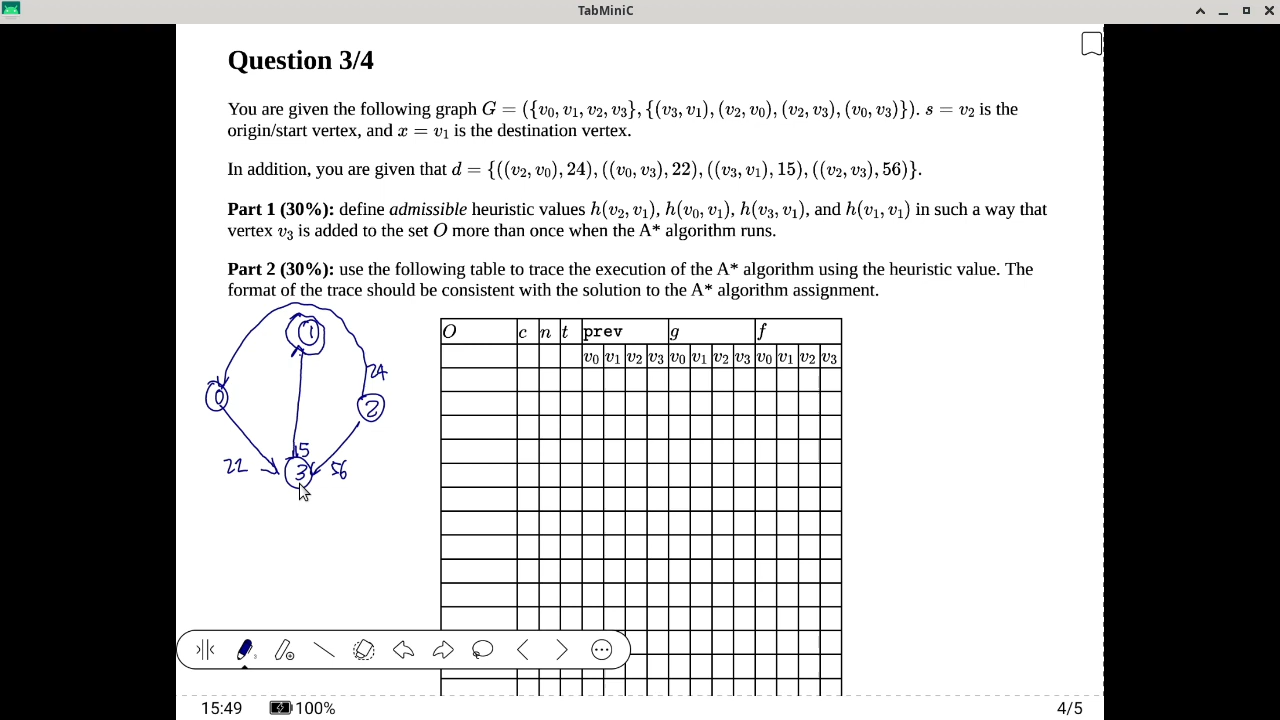 TabMiniC
Question 3/4
You are given the following graph G = ({v₀, v₁, v₂, v₃}, {(v₃, v₁), (v₂, v₀), (v₂, v₃), (v₀, v₃)}). s = v₂ is the
origin/start vertex, and x = v₁ is the destination vertex.
In addition, you are given that d = {((v₂, v₀), 24), ((v₀, v₃), 22), ((v₃, v₁), 15), ((v₂, v₃), 56)}.
Part 1 (30%): define admissible heuristic values h(v₂, v₁), h(v₀, v₁), h(v₃, v₁), and h(v₁, v₁) in such a way that
vertex v₃ is added to the set O more than once when the A* algorithm runs.
Part 2 (30%): use the following table to trace the execution of the A* algorithm using the heuristic value. The
format of the trace should be consistent with the solution to the A* algorithm assignment.
O c n t prev g f
v₀ v₁ v₂ v₃ v₀ v₁ v₂ v₃ v₀ v₁ v₂ v₃
1
24
0
2
15
22
3
56
15:49 100% 4/5